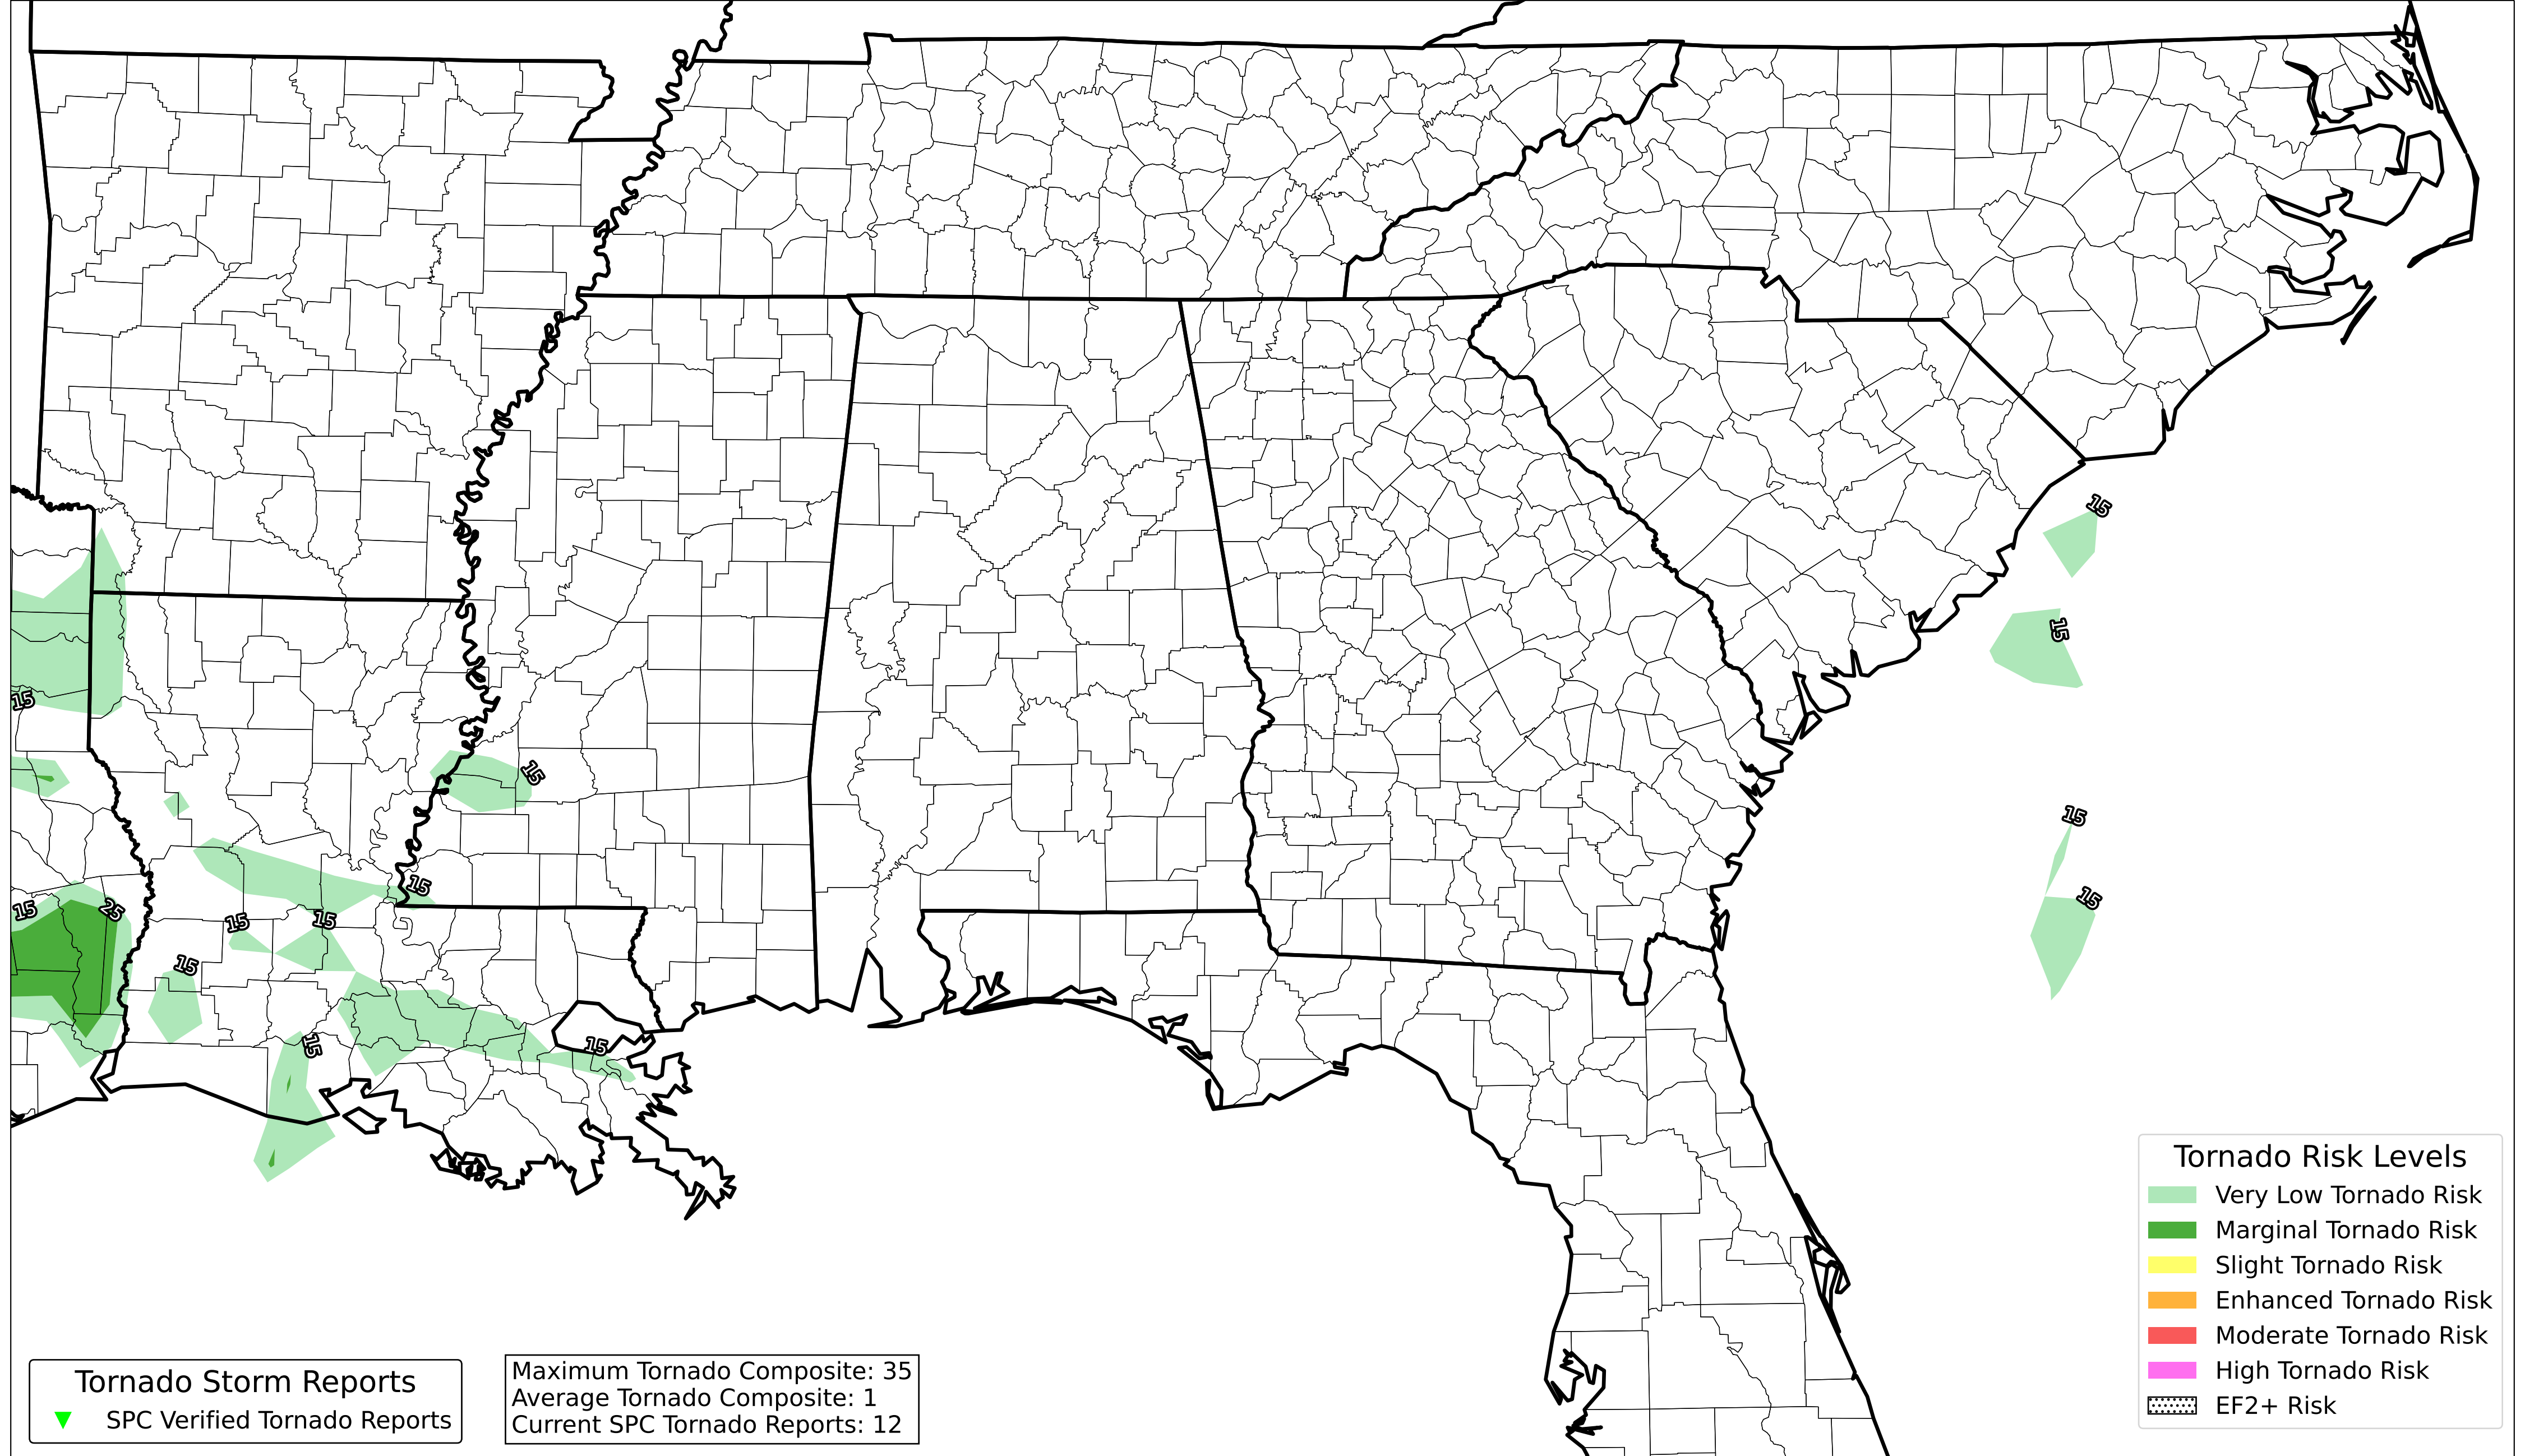 15
15
15
15
15
15
15
25
15
15
15
15
15
15
15
Tornado Risk Levels
Very Low Tornado Risk
Marginal Tornado Risk
Slight Tornado Risk
Enhanced Tornado Risk
Moderate Tornado Risk
High Tornado Risk
EF2+ Risk
Tornado Storm Reports
SPC Verified Tornado Reports
Maximum Tornado Composite: 35
Average Tornado Composite: 1
Current SPC Tornado Reports: 12